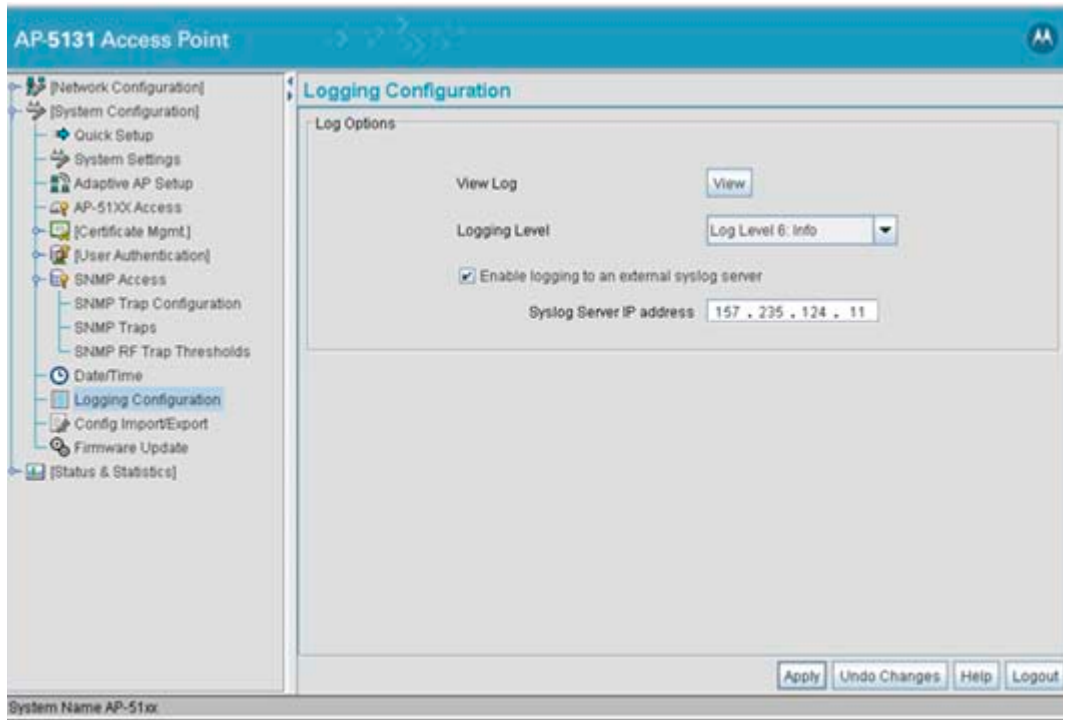 AP-5131 Access Point
[Network Configuration]
[System Configuration]
Quick Setup
System Settings
Adaptive AP Setup
AP-51XX Access
[Certificate Mgmt.]
[User Authentication]
SNMP Access
SNMP Trap Configuration
SNMP Traps
SNMP RF Trap Thresholds
Date/Time
Logging Configuration
Config Import/Export
Firmware Update
[Status & Statistics]
Logging Configuration
Log Options
View Log View
Logging Level Log Level 6: Info
Enable logging to an external syslog server
Syslog Server IP address 157 . 235 . 124 . 11
Apply Undo Changes Help Logout
System Name AP-51xx